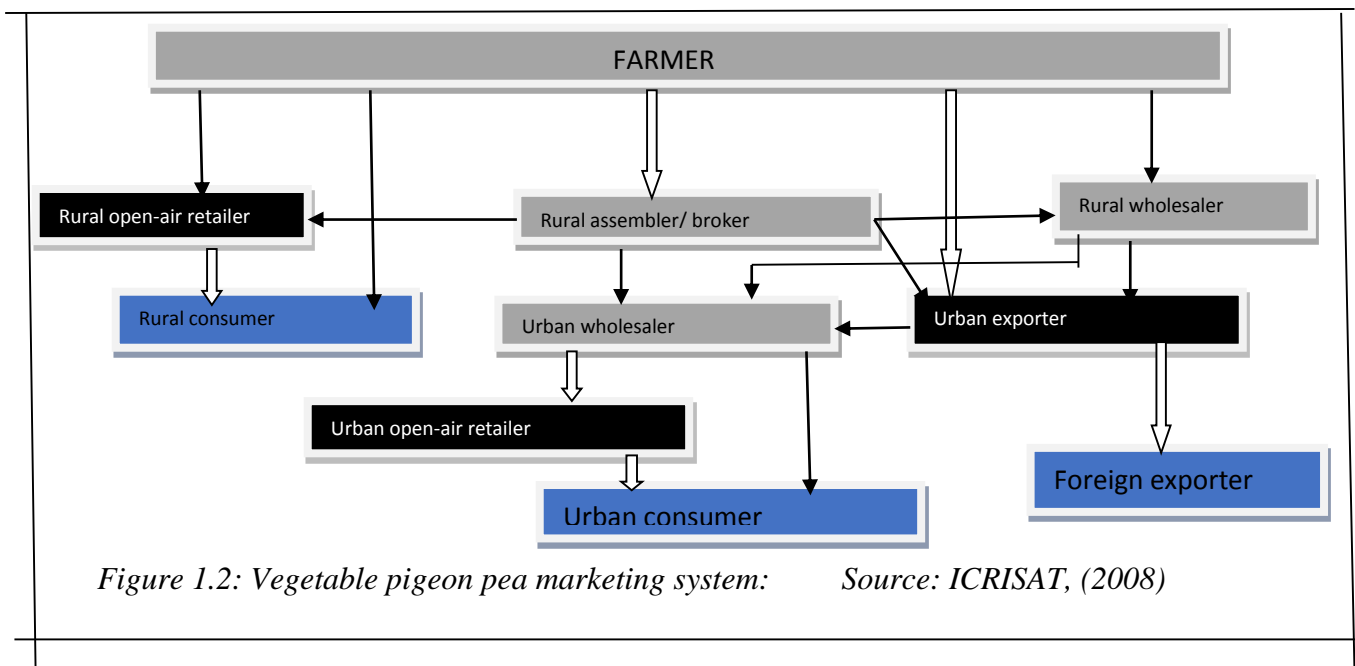 FARMER
Rural open-air retailer
Rural assembler/ broker
Rural wholesaler
Rural consumer
Urban wholesaler
Urban exporter
Urban open-air retailer
Foreign exporter
Urban consumer
Figure 1.2: Vegetable pigeon pea marketing system: Source: ICRISAT, (2008)